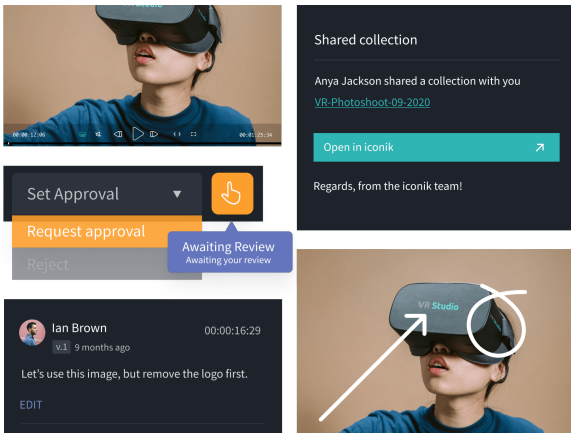 VR Studio
00:00:12:06
00:01:25:34
Set Approval
Request approval
Reject
Awaiting Review
Awaiting your review
Ian Brown
00:00:16:29
v.1 9 months ago
Let's use this image, but remove the logo first.
EDIT
Shared collection
Anya Jackson shared a collection with you
VR-Photoshoot-09-2020
Open in iconik
Regards, from the iconik team!
VR Studio